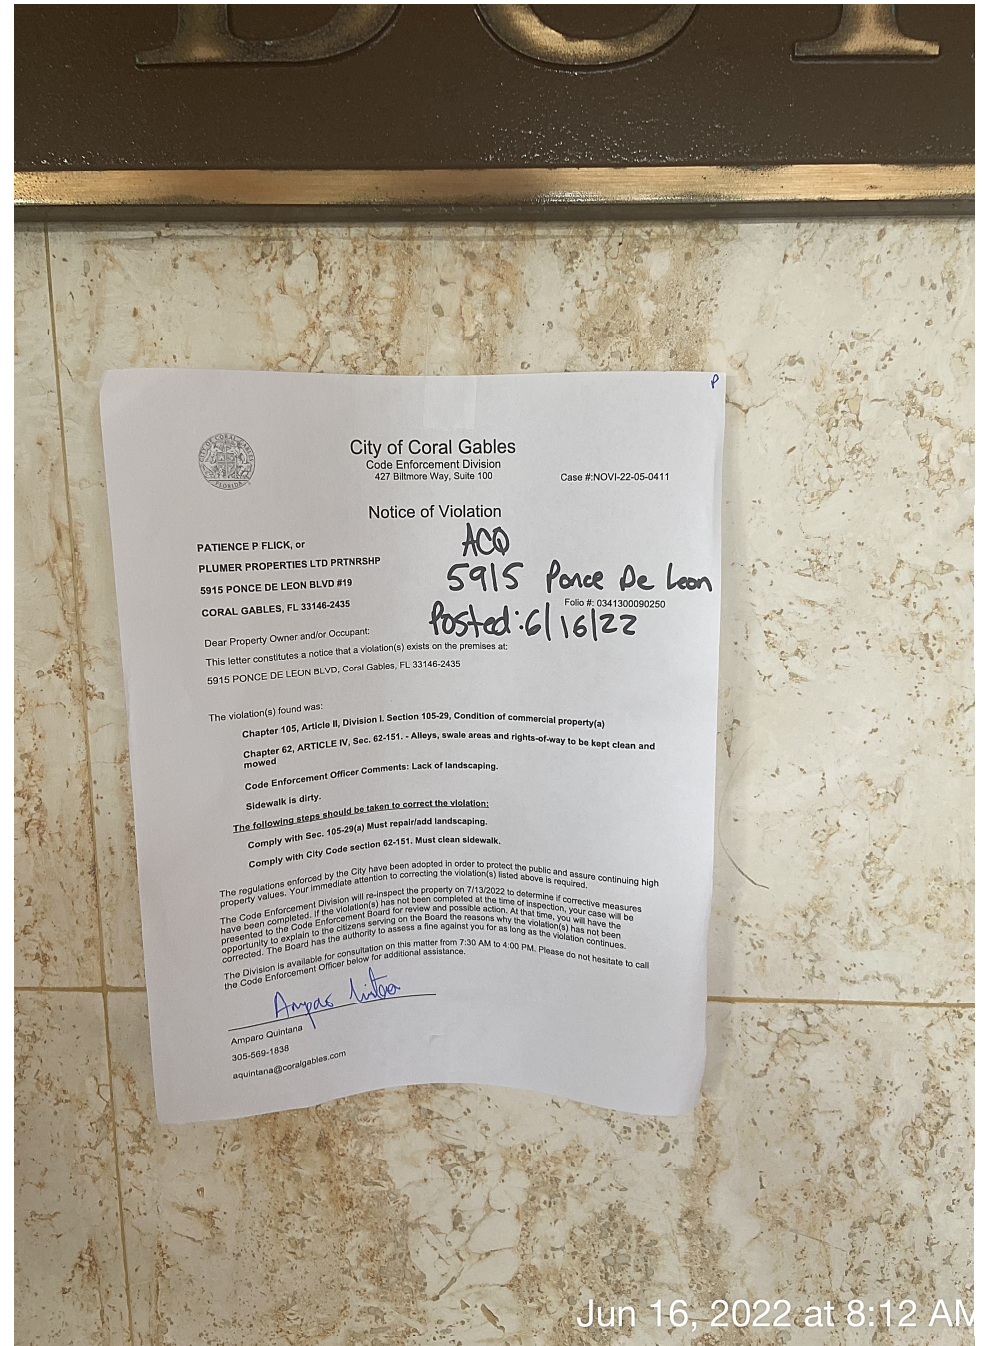 P
CITY OF CORAL GABLES
FLORIDA
City of Coral Gables
Code Enforcement Division
427 Biltmore Way, Suite 100
Case #:NOVI-22-05-0411
Notice of Violation
ACQ
5915 Ponce De Leon
Posted:6/16/22
PATIENCE P FLICK, or
PLUMER PROPERTIES LTD PRTNRSHP
5915 PONCE DE LEON BLVD #19
CORAL GABLES, FL 33146-2435
Folio #: 0341300090250
Dear Property Owner and/or Occupant:
This letter constitutes a notice that a violation(s) exists on the premises at:
5915 PONCE DE LEON BLVD, Coral Gables, FL 33146-2435
The violation(s) found was:
Chapter 105, Article II, Division I. Section 105-29, Condition of commercial property(a)
Chapter 62, ARTICLE IV, Sec. 62-151. - Alleys, swale areas and rights-of-way to be kept clean and
mowed
Code Enforcement Officer Comments: Lack of landscaping.
Sidewalk is dirty.
The following steps should be taken to correct the violation:
Comply with Sec. 105-29(a) Must repair/add landscaping.
Comply with City Code section 62-151. Must clean sidewalk.
The regulations enforced by the City have been adopted in order to protect the public and assure continuing high
property values. Your immediate attention to correcting the violation(s) listed above is required.
The Code Enforcement Division will re-inspect the property on 7/13/2022 to determine if corrective measures
have been completed. If the violation(s) has not been completed at the time of inspection, your case will be
presented to the Code Enforcement Board for review and possible action. At that time, you will have the
opportunity to explain to the citizens serving on the Board the reasons why the violation(s) has not been
corrected. The Board has the authority to assess a fine against you for as long as the violation continues.
The Division is available for consultation on this matter from 7:30 AM to 4:00 PM. Please do not hesitate to call
the Code Enforcement Officer below for additional assistance.
Amparo
Amparo Quintana
305-569-1838
aquintana@coralgables.com
Jun 16, 2022 at 8:12 AM